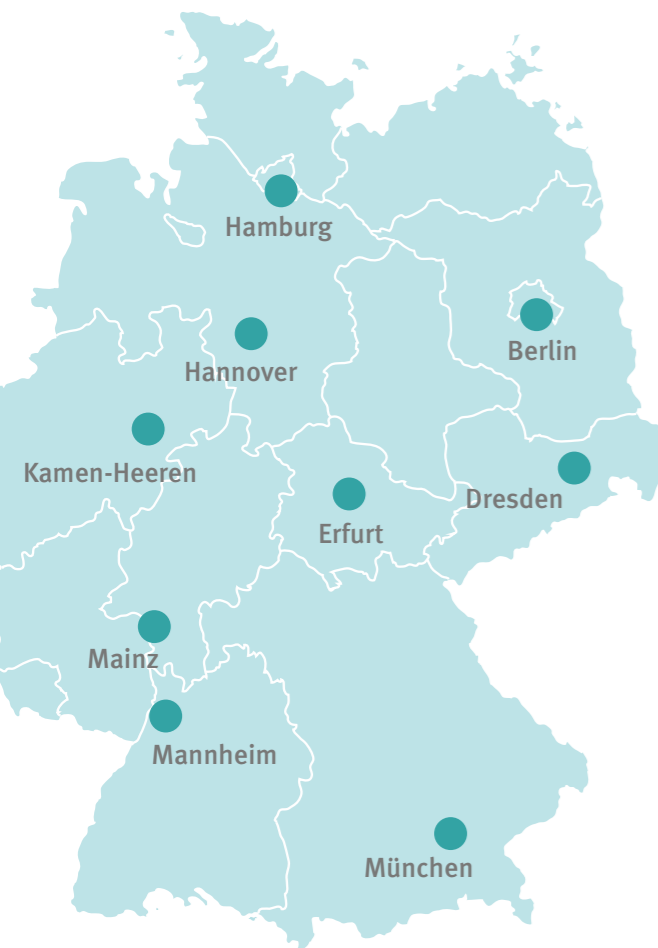 Hamburg
Berlin
Hannover
Kamen-Heeren
Dresden
Erfurt
Mainz
Mannheim
München